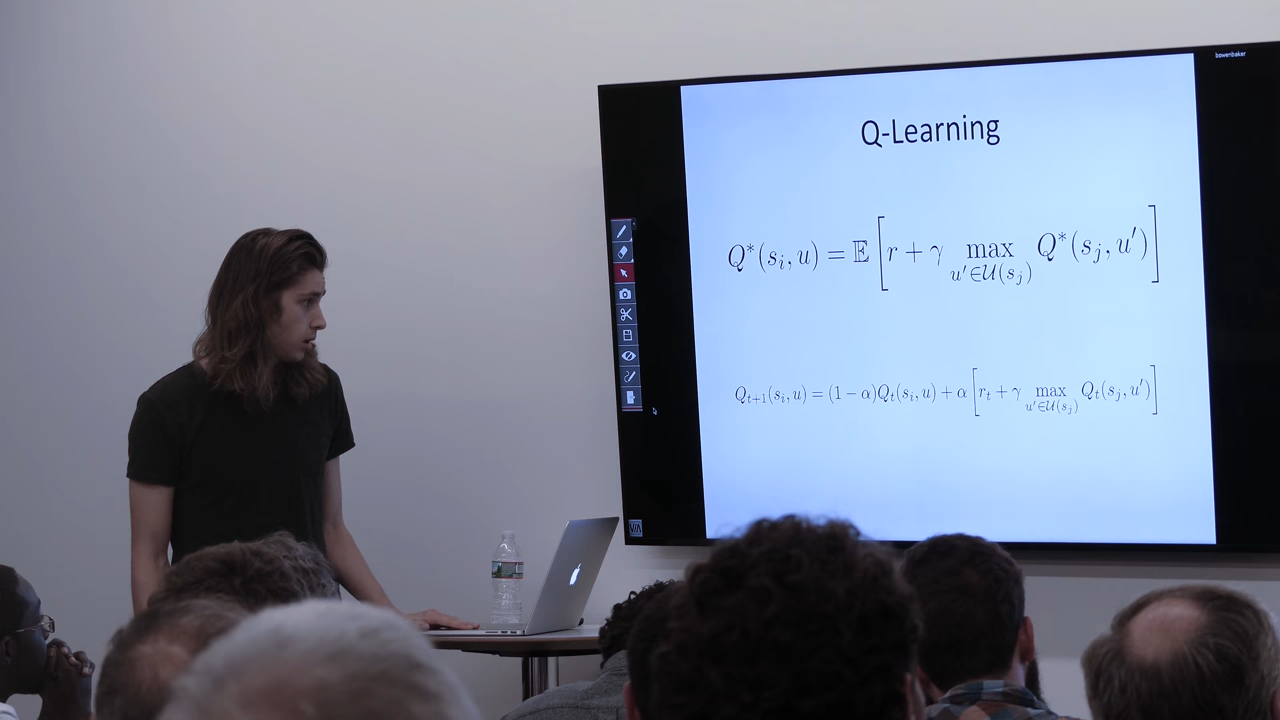 bowenbaker
Q-Learning
Q*(s_i, u) = 𝔼[r + γ max_{u′∈𝒰(s_j)} Q*(s_j, u′)]
Q_{t+1}(s_i, u) = (1 − α)Q_t(s_i, u) + α[r_t + γ max_{u′∈𝒰(s_j)} Q_t(s_j, u′)]